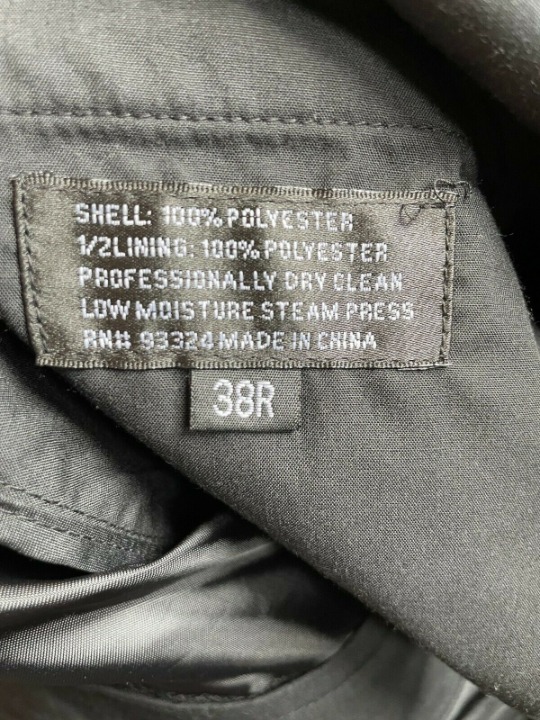 SHELL: 100% POLYESTER
1/2LINING: 100% POLYESTER
PROFESSIONALLY DRY CLEAN
LOW MOISTURE STEAM PRESS
RN# 93324 MADE IN CHINA
38R